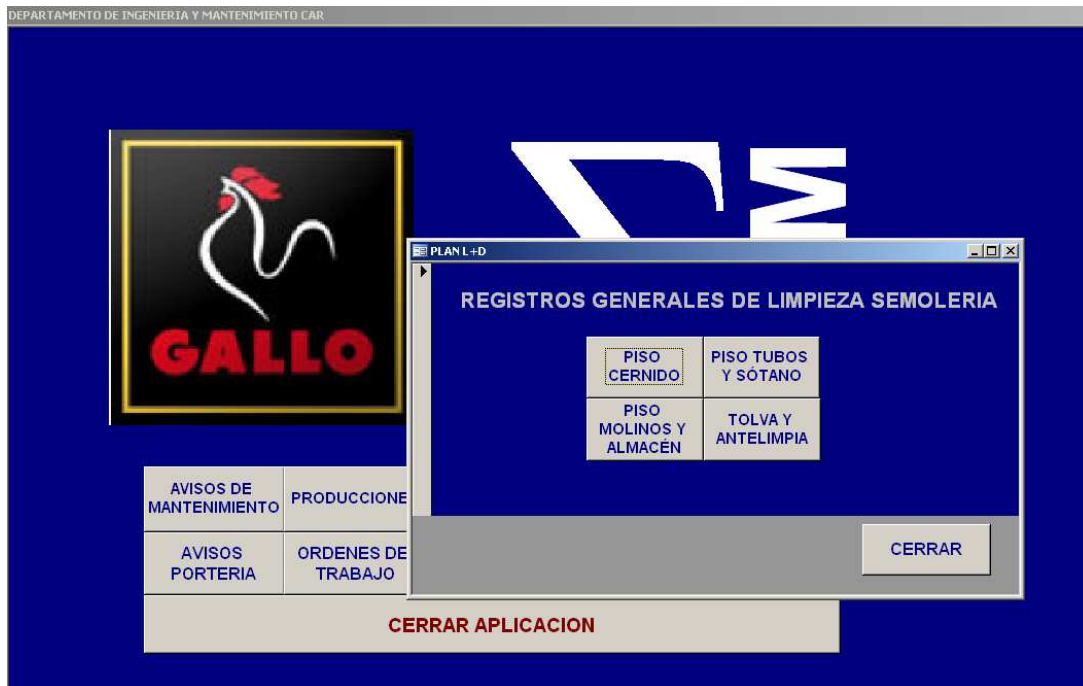 DEPARTAMENTO DE INGENIERIA Y MANTENIMIENTO CAR
GALLO
PLAN L+D
REGISTROS GENERALES DE LIMPIEZA SEMOLERIA
PISO
CERNIDO
PISO TUBOS
Y SÓTANO
PISO
MOLINOS Y
ALMACÉN
TOLVA Y
ANTELIMPIA
CERRAR
AVISOS DE
MANTENIMIENTO
PRODUCCIONE
AVISOS
PORTERIA
ORDENES DE
TRABAJO
CERRAR APLICACION